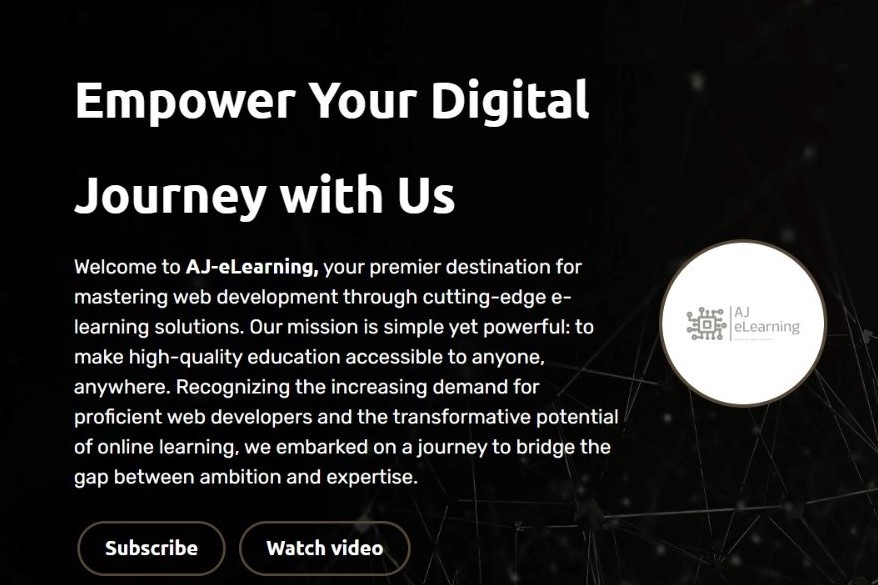 Empower Your Digital
Journey with Us
Welcome to AJ-eLearning, your premier destination for
mastering web development through cutting-edge e-
learning solutions. Our mission is simple yet powerful: to
make high-quality education accessible to anyone,
anywhere. Recognizing the increasing demand for
proficient web developers and the transformative potential
of online learning, we embarked on a journey to bridge the
gap between ambition and expertise.
AJ
eLearning
Subscribe
Watch video